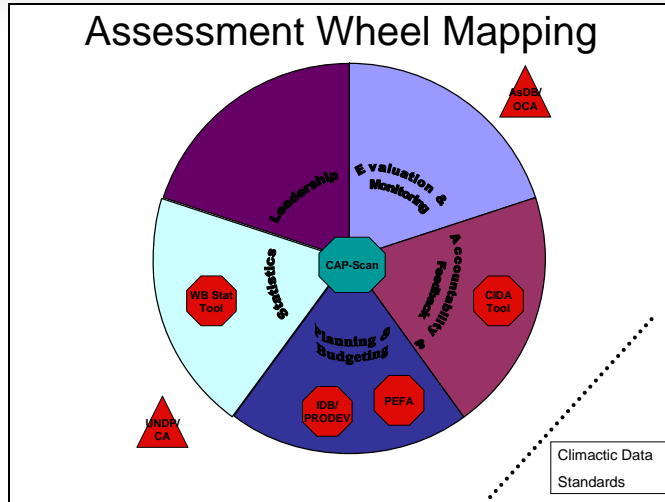 Assessment Wheel Mapping
AsDB/
OCA
Leadership
Evaluation &
Monitoring
CAP-Scan
Statistics
Accountability &
Feedback
WB Stat
Tool
CIDA
Tool
Planning &
Budgeting
IDB/
PRODEV
PEFA
UNDP/
CA
Climactic Data
Standards